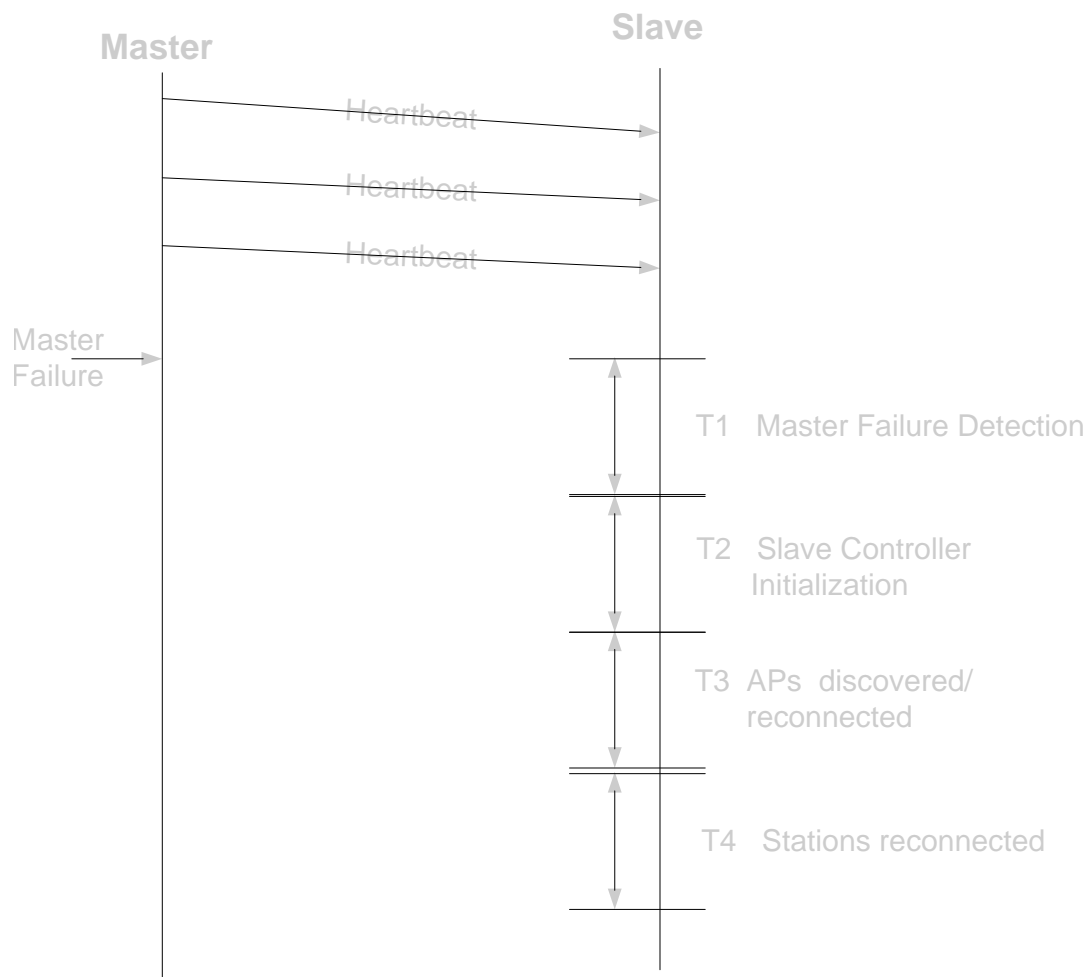 Master
Slave
Heartbeat
Heartbeat
Heartbeat
Master
Failure
T1 Master Failure Detection
T2 Slave Controller
Initialization
T3 APs discovered/
reconnected
T4 Stations reconnected